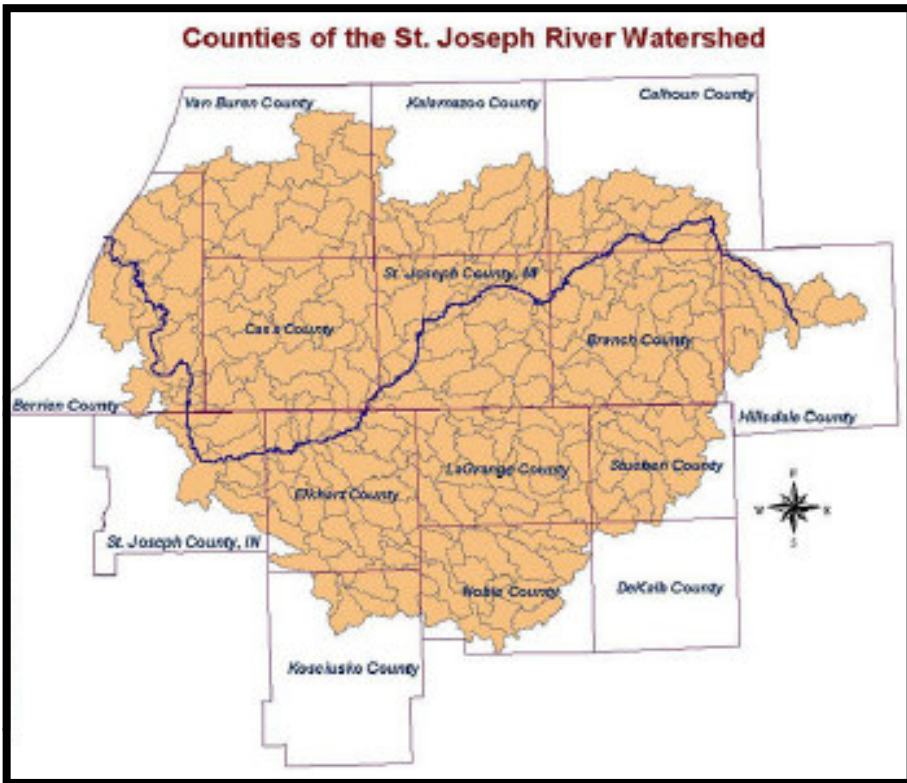 Counties of the St. Joseph River Watershed
Van Buren County
Kalamazoo County
Calhoun County
St. Joseph County, MI
Cass County
Branch County
Berrien County
Hillsdale County
LaGrange County
Steuben County
Elkhart County
N
W
E
S
St. Joseph County, IN
Noble County
DeKalb County
Kosciusko County